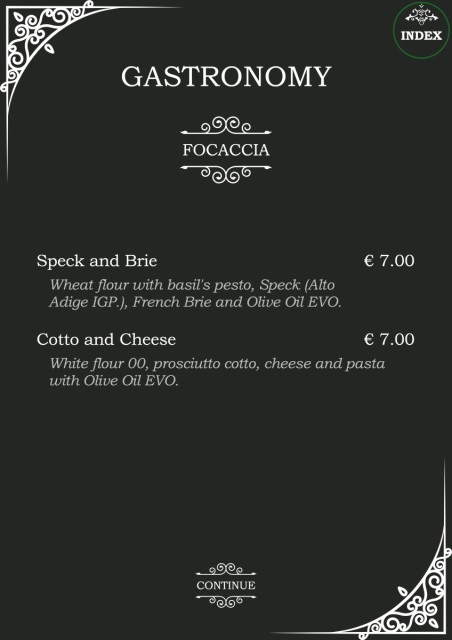 INDEX
GASTRONOMY
FOCACCIA
Speck and Brie € 7.00
Wheat flour with basil's pesto, Speck (Alto
Adige IGP.), French Brie and Olive Oil EVO.
Cotto and Cheese € 7.00
White flour 00, prosciutto cotto, cheese and pasta
with Olive Oil EVO.
CONTINUE